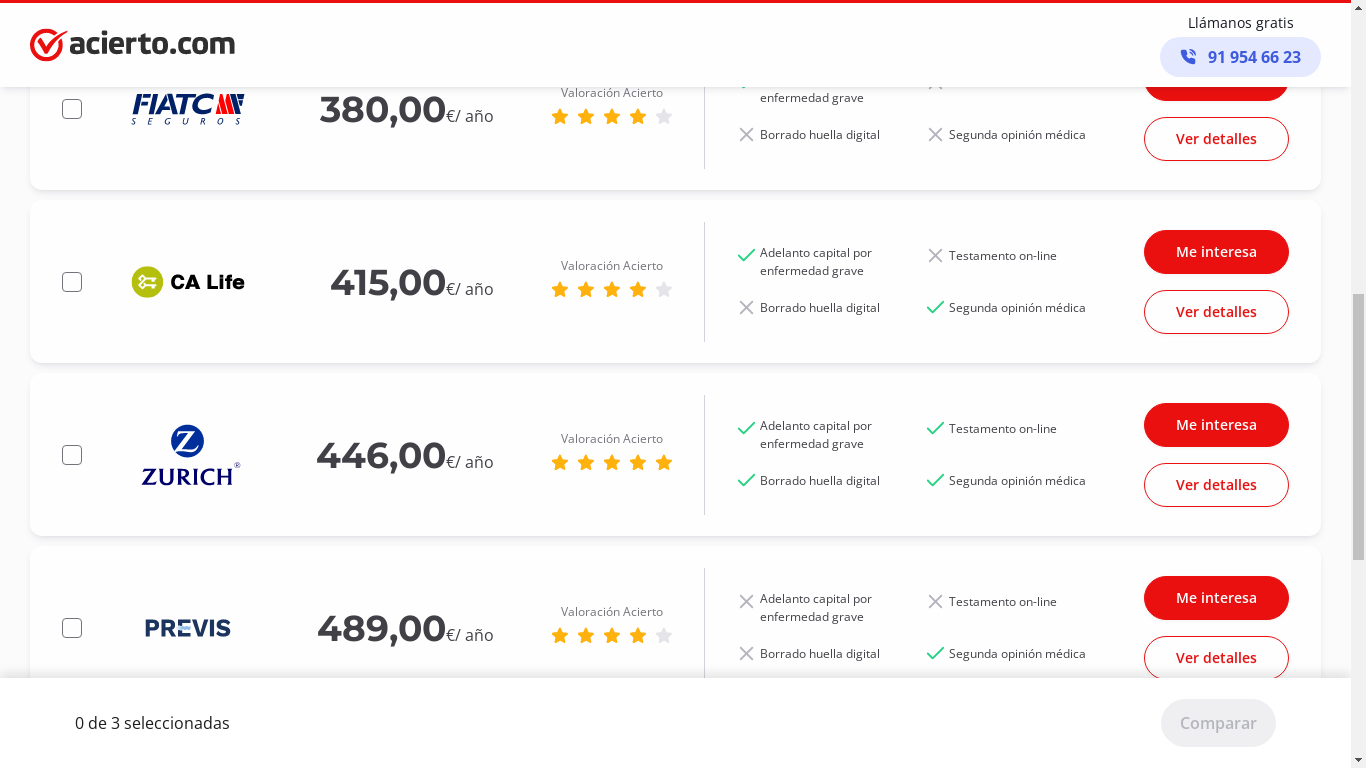 acierto.com
Llámanos gratis
91 954 66 23
FIATC
SEGUROS
380,00€/ año
Valoración Acierto
enfermedad grave
Borrado huella digital
Segunda opinión médica
Ver detalles
CA Life
415,00€/ año
Valoración Acierto
Adelanto capital por
enfermedad grave
Testamento on-line
Borrado huella digital
Segunda opinión médica
Me interesa
Ver detalles
ZURICH®
446,00€/ año
Valoración Acierto
Adelanto capital por
enfermedad grave
Testamento on-line
Borrado huella digital
Segunda opinión médica
Me interesa
Ver detalles
PREVIS
489,00€/ año
Valoración Acierto
Adelanto capital por
enfermedad grave
Testamento on-line
Borrado huella digital
Segunda opinión médica
Me interesa
Ver detalles
0 de 3 seleccionadas
Comparar